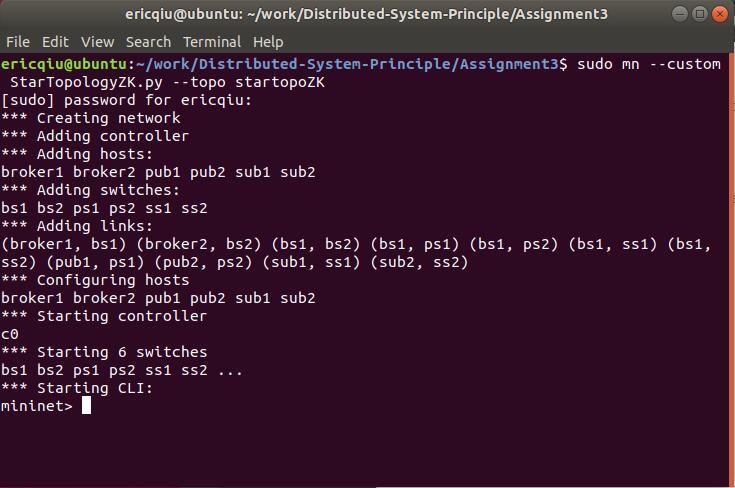 ericqiu@ubuntu: ~/work/Distributed-System-Principle/Assignment3
File Edit View Search Terminal Help
ericqiu@ubuntu:~/work/Distributed-System-Principle/Assignment3$ sudo mn --custom
 StarTopologyZK.py --topo startopoZK
[sudo] password for ericqiu:
*** Creating network
*** Adding controller
*** Adding hosts:
broker1 broker2 pub1 pub2 sub1 sub2
*** Adding switches:
bs1 bs2 ps1 ps2 ss1 ss2
*** Adding links:
(broker1, bs1) (broker2, bs2) (bs1, bs2) (bs1, ps1) (bs1, ps2) (bs1, ss1) (bs1,
ss2) (pub1, ps1) (pub2, ps2) (sub1, ss1) (sub2, ss2)
*** Configuring hosts
broker1 broker2 pub1 pub2 sub1 sub2
*** Starting controller
c0
*** Starting 6 switches
bs1 bs2 ps1 ps2 ss1 ss2 ...
*** Starting CLI:
mininet>